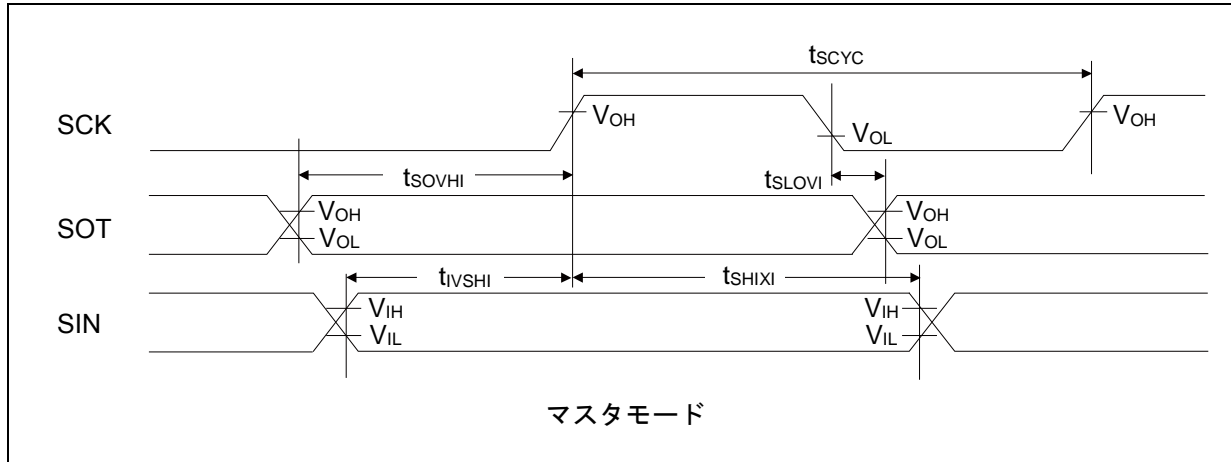 tSCYC
SCK
VOH
VOL
VOH
tSOVHI
tSLOVI
SOT
VOH
VOL
VOH
VOL
tIVSHI
tSHIXI
SIN
VIH
VIL
VIH
VIL
マスタモード